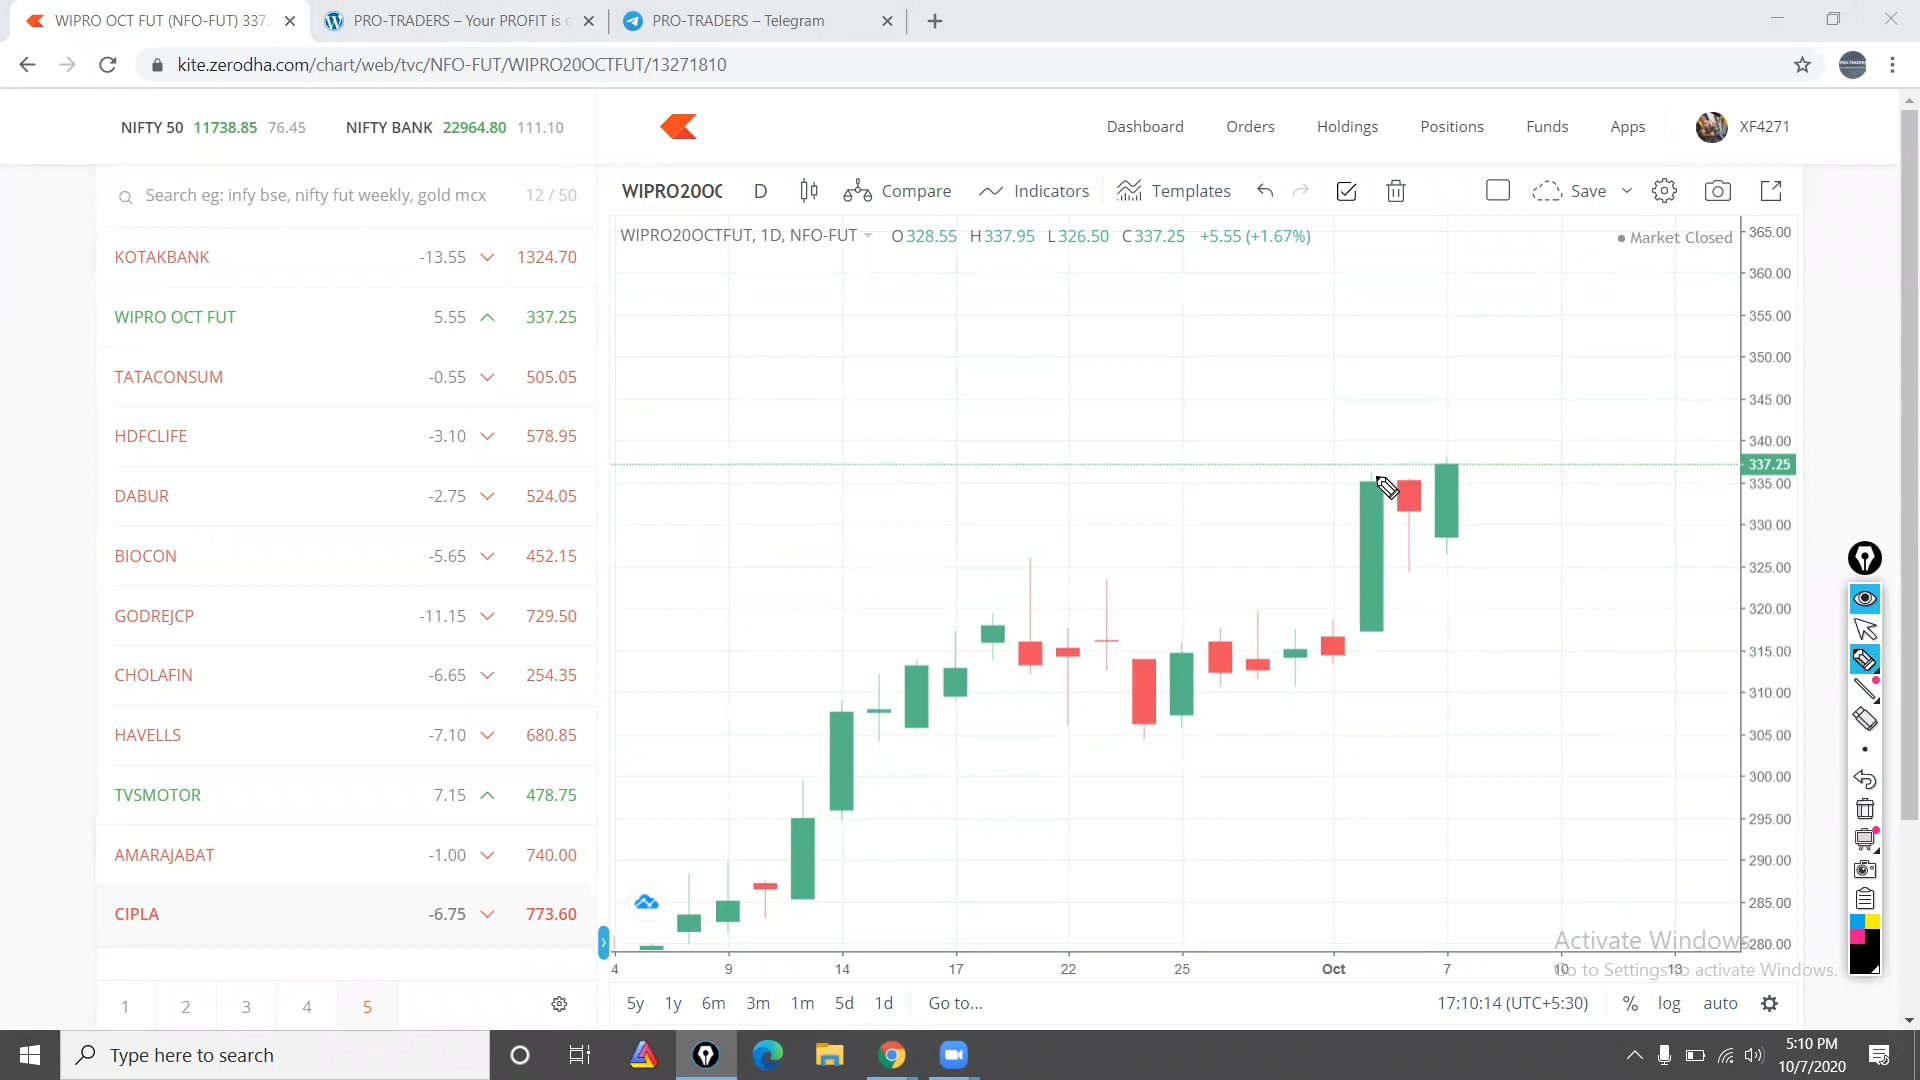 WIPRO OCT FUT (NFO-FUT) 337.
PRO-TRADERS – Your PROFIT is c
PRO-TRADERS – Telegram
kite.zerodha.com/chart/web/tvc/NFO-FUT/WIPRO20OCTFUT/13271810
NIFTY 50 11738.85 76.45 NIFTY BANK 22964.80 111.10
Dashboard Orders Holdings Positions Funds Apps XF4271
Search eg: infy bse, nifty fut weekly, gold mcx 12 / 50
WIPRO20OC D Compare Indicators Templates Save
WIPRO20OCTFUT, 1D, NFO-FUT O 328.55 H 337.95 L 326.50 C 337.25 +5.55 (+1.67%)
Market Closed
KOTAKBANK -13.55 1324.70
WIPRO OCT FUT 5.55 337.25
TATACONSUM -0.55 505.05
HDFCLIFE -3.10 578.95
DABUR -2.75 524.05
BIOCON -5.65 452.15
GODREJCP -11.15 729.50
CHOLAFIN -6.65 254.35
HAVELLS -7.10 680.85
TVSMOTOR 7.15 478.75
AMARAJABAT -1.00 740.00
CIPLA -6.75 773.60
1 2 3 4 5
365.00
360.00
355.00
350.00
345.00
340.00
337.25
335.00
330.00
325.00
320.00
315.00
310.00
305.00
300.00
295.00
290.00
285.00
280.00
4 9 14 17 22 25 Oct 7 10 13
Activate Windows
Go to Settings to activate Windows.
5y 1y 6m 3m 1m 5d 1d Go to... 17:10:14 (UTC+5:30) % log auto
Type here to search
5:10 PM
10/7/2020
PRO-TRADERS